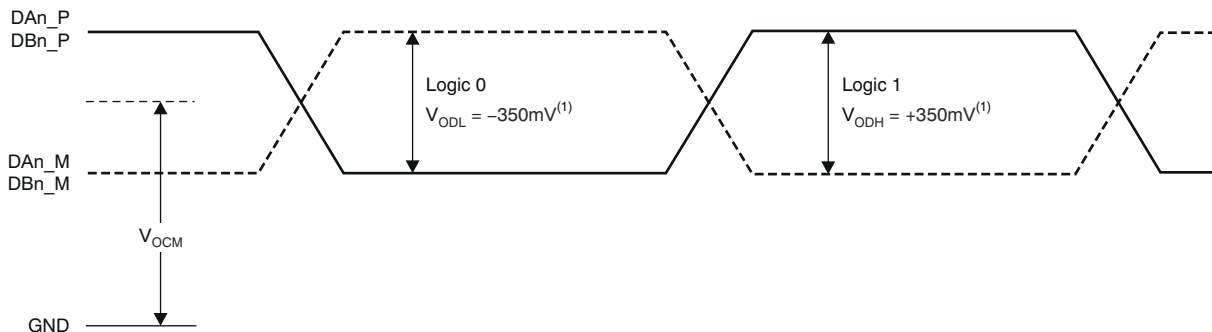 DAn_P
DBn_P
Logic 0
V_ODL = −350mV(1)
Logic 1
V_ODH = +350mV(1)
DAn_M
DBn_M
V_OCM
GND